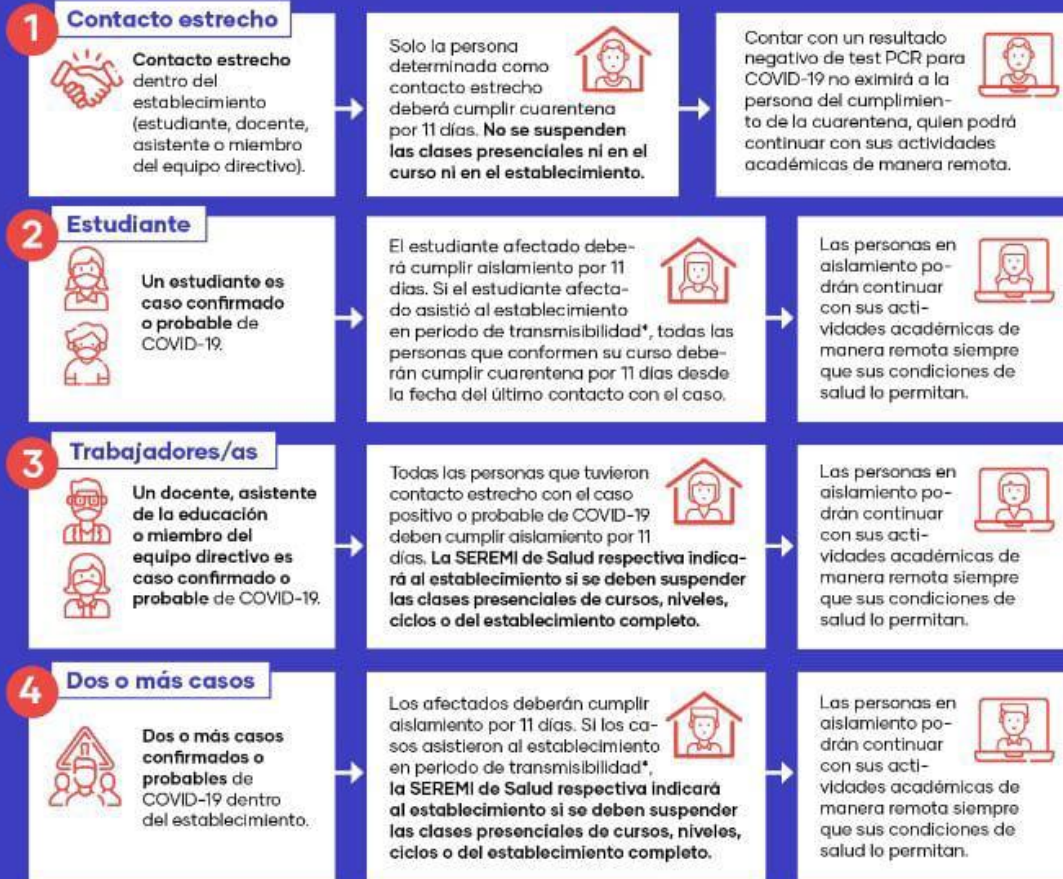 1
Contacto estrecho
Contacto estrecho
dentro del
establecimiento
(estudiante, docente,
asistente o miembro
del equipo directivo).
Solo la persona
determinada como
contacto estrecho
deberá cumplir cuarentena
por 11 días. No se suspenden
las clases presenciales ni en el
curso ni en el establecimiento.
Contar con un resultado
negativo de test PCR para
COVID-19 no eximirá a la
persona del cumplimien-
to de la cuarentena, quien podrá
continuar con sus actividades
académicas de manera remota.
2
Estudiante
Un estudiante es
caso confirmado
o probable de
COVID-19.
El estudiante afectado debe-
rá cumplir aislamiento por 11
días. Si el estudiante afecta-
do asistió al establecimiento
en periodo de transmisibilidad*, todas las
personas que conformen su curso debe-
rán cumplir cuarentena por 11 días desde
la fecha del último contacto con el caso.
Las personas en
aislamiento po-
drán continuar
con sus acti-
vidades académicas de
manera remota siempre
que sus condiciones de
salud lo permitan.
3
Trabajadores/as
Un docente, asistente
de la educación
o miembro del
equipo directivo es
caso confirmado o
probable de COVID-19.
Todas las personas que tuvieron
contacto estrecho con el caso
positivo o probable de COVID-19
deben cumplir aislamiento por 11
días. La SEREMI de Salud respectiva indica-
rá al establecimiento si se deben suspender
las clases presenciales de cursos, niveles,
ciclos o del establecimiento completo.
Las personas en
aislamiento po-
drán continuar
con sus acti-
vidades académicas de
manera remota siempre
que sus condiciones de
salud lo permitan.
4
Dos o más casos
Dos o más casos
confirmados o
probables de
COVID-19 dentro
del establecimiento.
Los afectados deberán cumplir
aislamiento por 11 días. Si los ca-
sos asistieron al establecimiento
en periodo de transmisibilidad*,
la SEREMI de Salud respectiva indicará
al establecimiento si se deben suspender
las clases presenciales de cursos, niveles,
ciclos o del establecimiento completo.
Las personas en
aislamiento po-
drán continuar
con sus acti-
vidades académicas de
manera remota siempre
que sus condiciones de
salud lo permitan.